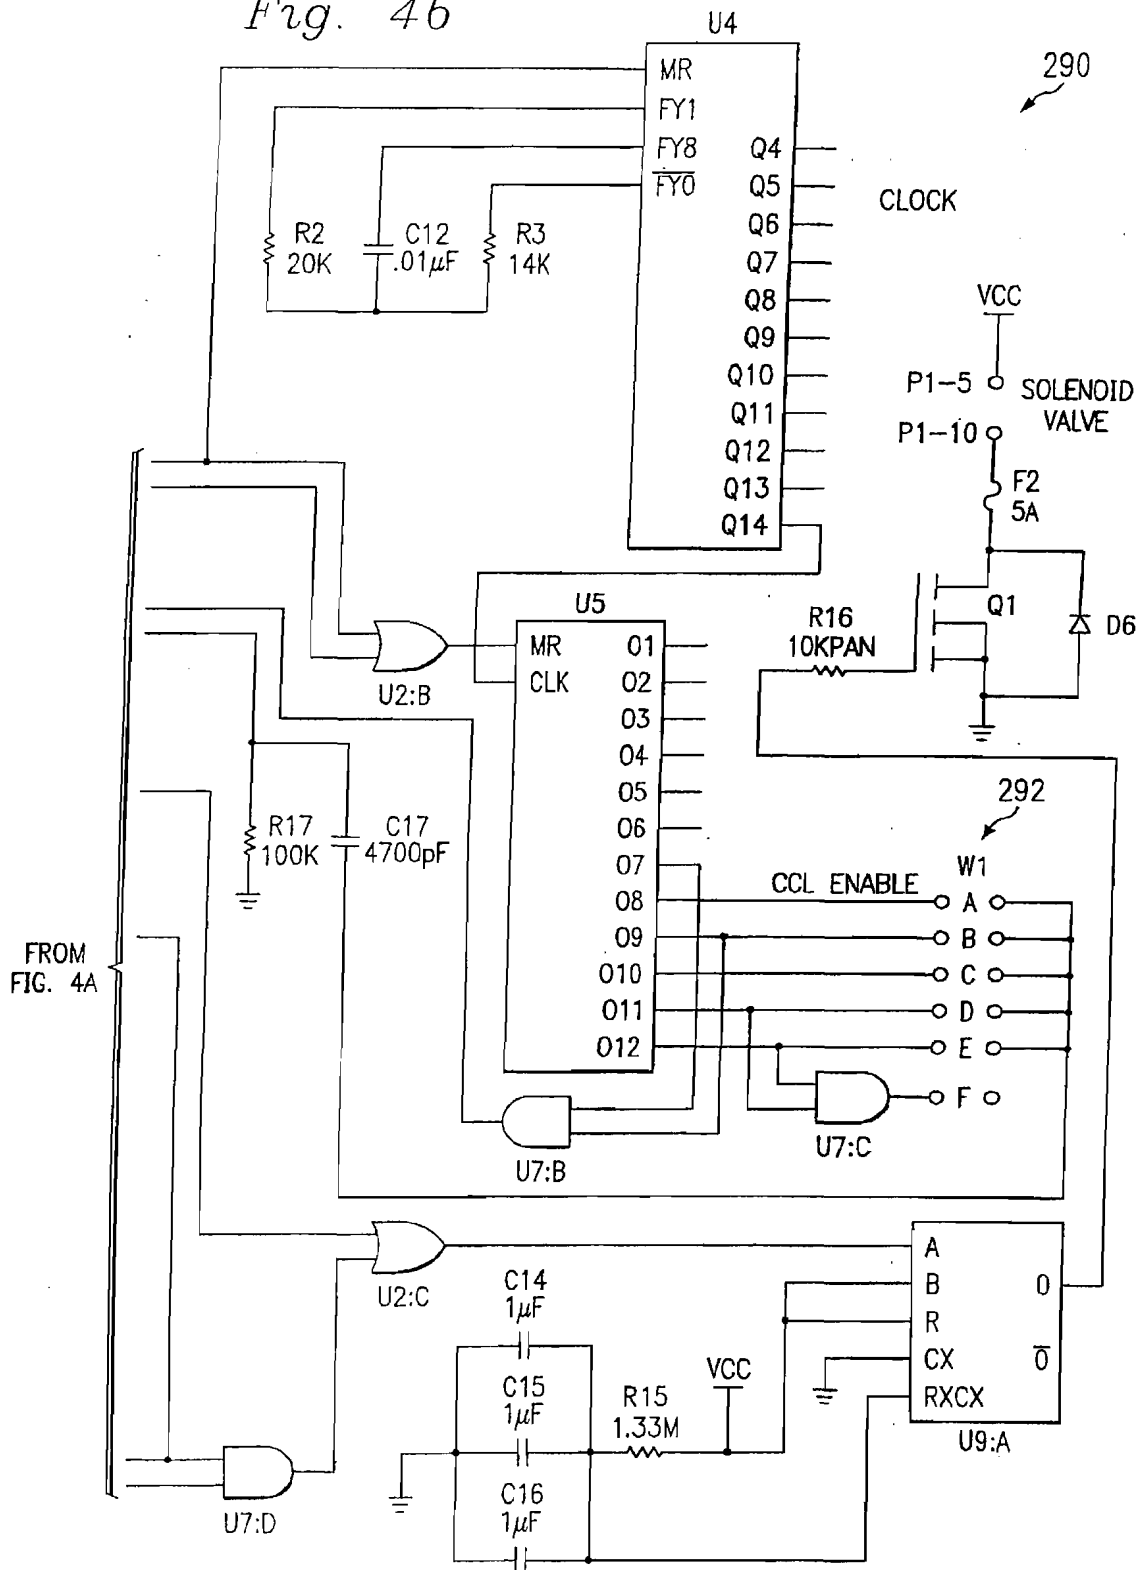 Fig. 4b
U4
290
MR
FY1
FY8
FY0
Q4
Q5
Q6
Q7
Q8
Q9
Q10
Q11
Q12
Q13
Q14
CLOCK
R2
20K
C12
.01µF
R3
14K
VCC
P1-5
SOLENOID
VALVE
P1-10
F2
5A
Q1
D6
R16
10KPAN
U5
MR
CLK
O1
O2
O3
O4
O5
O6
O7
O8
O9
O10
O11
O12
U2:B
R17
100K
C17
4700pF
292
W1
CCL ENABLE
A
B
C
D
E
F
FROM
FIG. 4A
U7:B
U7:C
U2:C
A
B
R
CX
RXCX
O
O
U9:A
C14
1µF
C15
1µF
C16
1µF
R15
1.33M
VCC
U7:D